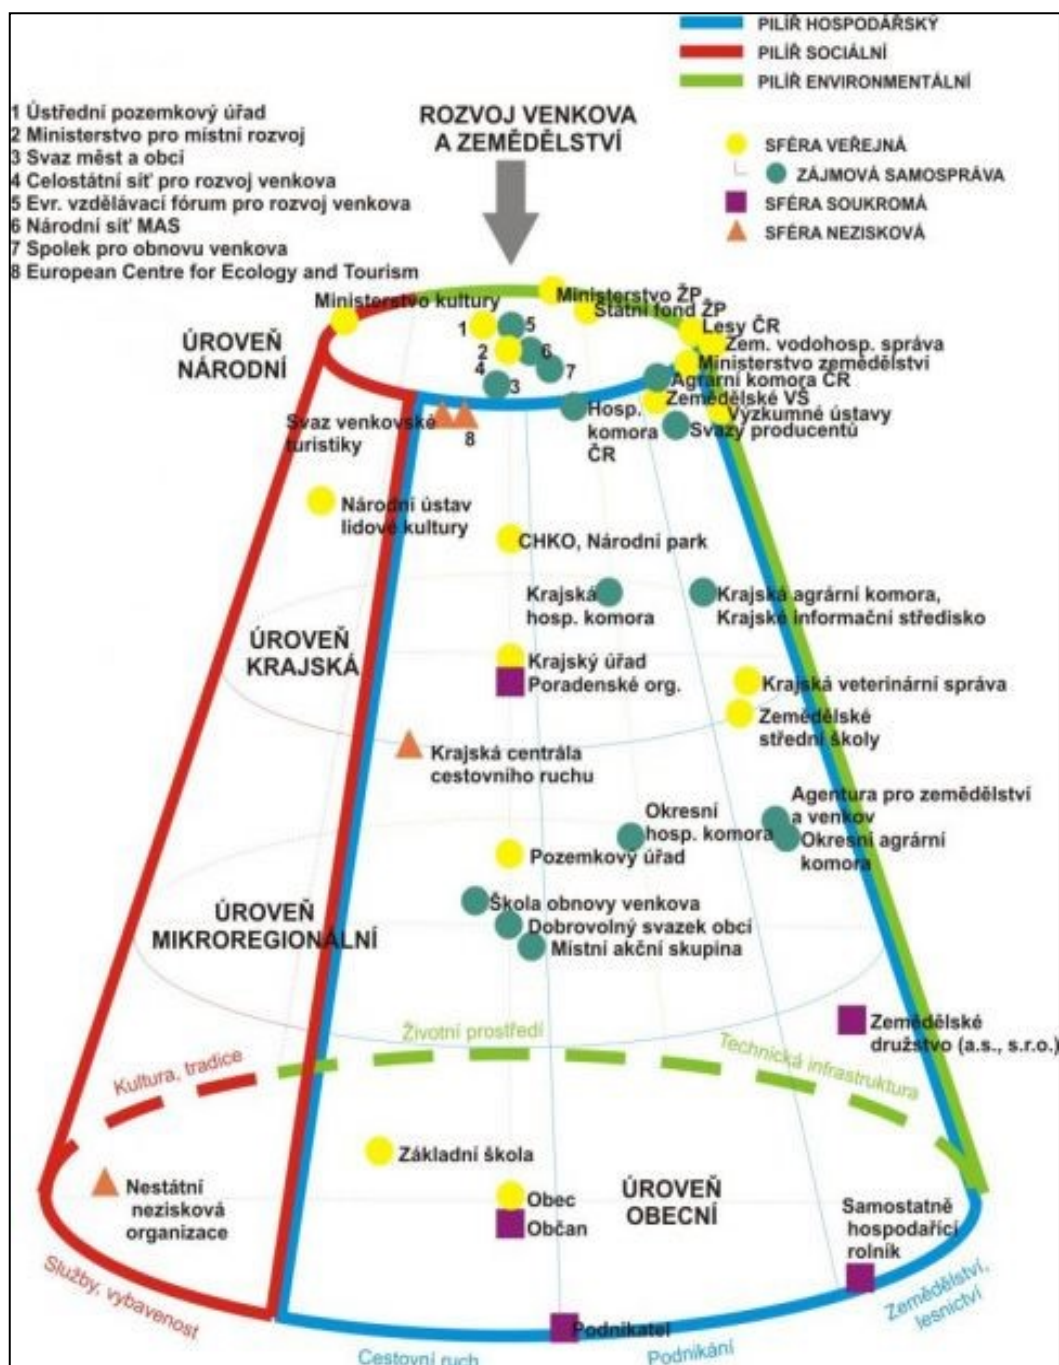 PILÍŘ HOSPODÁŘSKÝ
PILÍŘ SOCIÁLNÍ
PILÍŘ ENVIRONMENTÁLNÍ
1 Ústřední pozemkový úřad
2 Ministerstvo pro místní rozvoj
3 Svaz měst a obcí
4 Celostátní síť pro rozvoj venkova
5 Evr. vzdělávací fórum pro rozvoj venkova
6 Národní síť MAS
7 Spolek pro obnovu venkova
8 European Centre for Ecology and Tourism
ROZVOJ VENKOVA
A ZEMĚDĚLSTVÍ
SFÉRA VEŘEJNÁ
ZÁJMOVÁ SAMOSPRÁVA
SFÉRA SOUKROMÁ
SFÉRA NEZISKOVÁ
Ministerstvo kultury
Ministerstvo ŽP
Státní fond ŽP
Lesy ČR
Zem. vodohosp. správa
Ministerstvo zemědělství
Agrární komora ČR
Zemědělské VŠ
Výzkumné ústavy
Svazy producentů
1
5
2
6
4
7
3
ÚROVEŇ
NÁRODNÍ
Svaz venkovské
turistiky
8
Hosp.
komora
ČR
Národní ústav
lidové kultury
CHKO, Národní park
Krajská
hosp. komora
Krajská agrární komora,
Krajské informační středisko
ÚROVEŇ
KRAJSKÁ
Krajský úřad
Poradenské org.
Krajská veterinární správa
Zemědělské
střední školy
Krajská centrála
cestovního ruchu
Okresní
hosp. komora
Agentura pro zemědělství
a venkov
Okresní agrární
komora
Pozemkový úřad
ÚROVEŇ
MIKROREGIONÁLNÍ
Škola obnovy venkova
Dobrovolný svazek obcí
Místní akční skupina
Zemědělské
družstvo (a.s., s.r.o.)
Kultura, tradice
Životní prostředí
Technická infrastruktura
Základní škola
Nestátní
nezisková
organizace
Obec
Občan
ÚROVEŇ
OBECNÍ
Samostatně
hospodařící
rolník
Služby, vybavenost
Podnikatel
Cestovní ruch
Podnikání
Zemědělství,
lesnictví